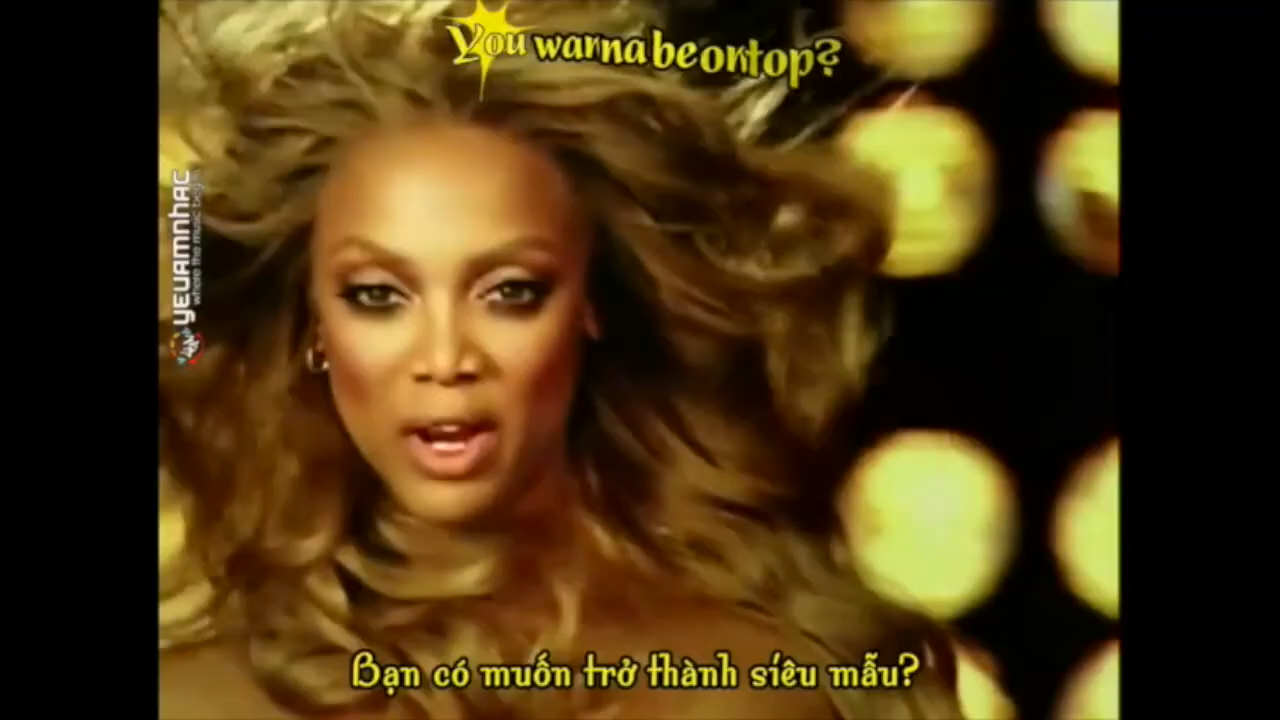 You wanna be on top?
YEUAMNHAC
where the music begins
Bạn có muốn trở thành siêu mẫu?